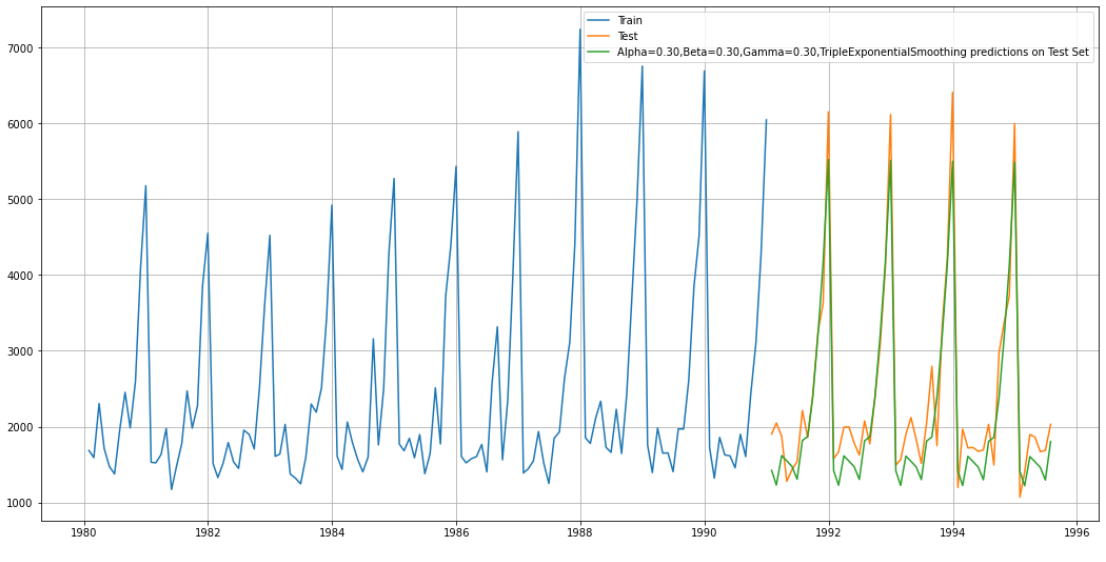 Train
Test
Alpha=0.30,Beta=0.30,Gamma=0.30,TripleExponentialSmoothing predictions on Test Set
7000
6000
5000
4000
3000
2000
1000
1980 1982 1984 1986 1988 1990 1992 1994 1996